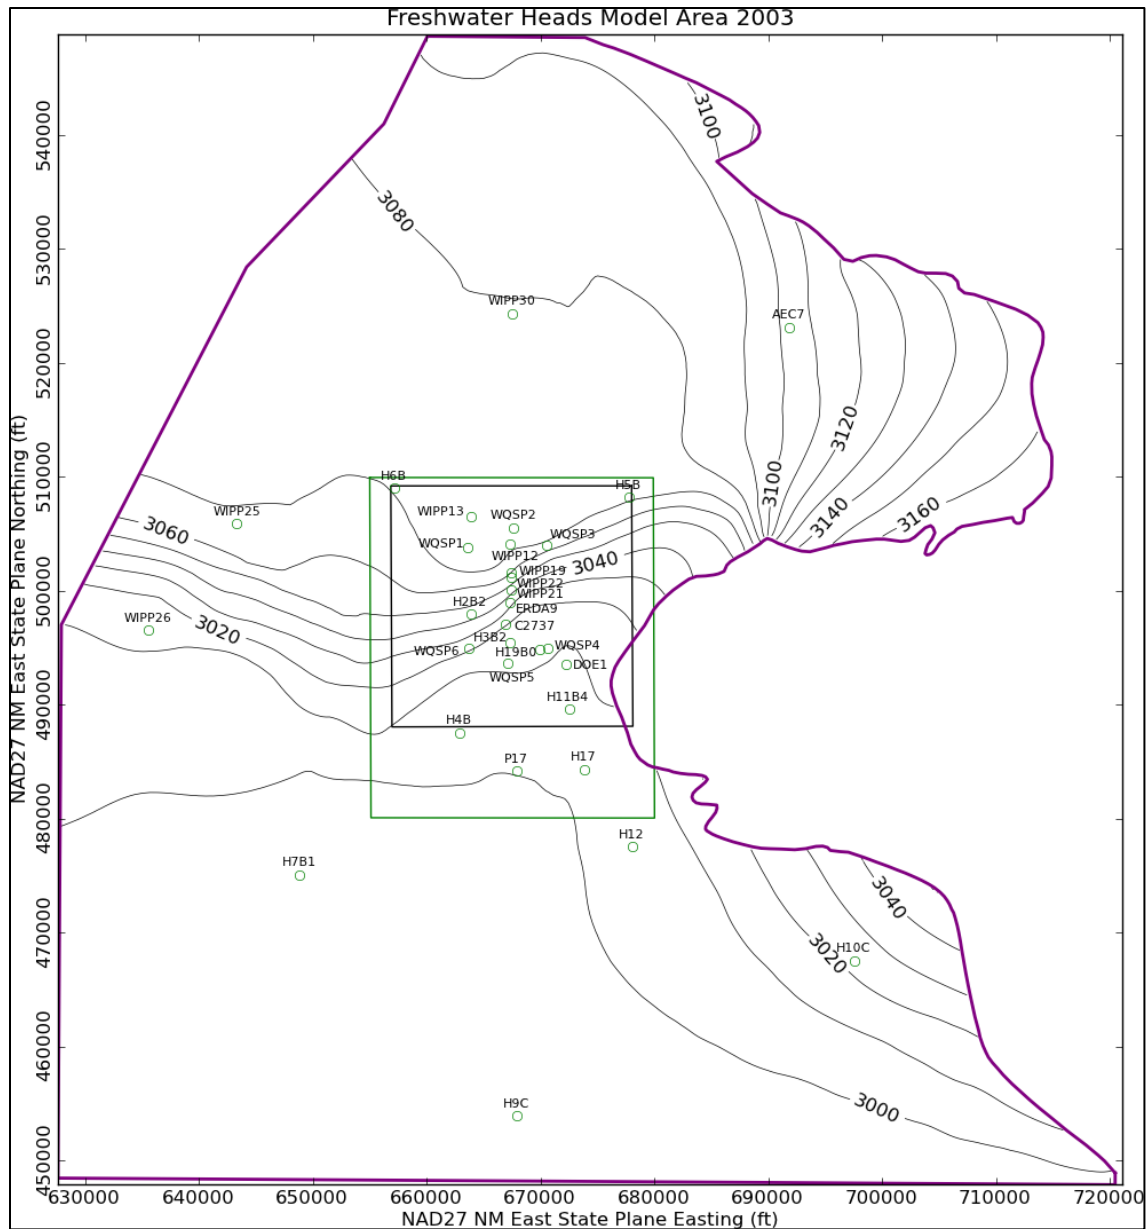 Freshwater Heads Model Area 2003
3100
540000
3080
530000
WIPP30
AEC7
520000
3120
510000
H6B
H5B
3100
WIPP25
WIPP13
WQSP2
3140
3160
3060
WQSP1
WQSP3
WIPP12
3040
WIPP19
WIPP22
WIPP21
500000
H2B2
ERDA9
WIPP26
3020
C2737
H3B2
WQSP6
H19B0
WQSP4
DOE1
WQSP5
490000
H11B4
H4B
P17
H17
480000
H12
H7B1
3040
470000
3020
H10C
460000
H9C
3000
450000
NAD27 NM East State Plane Northing (ft)
630000 640000 650000 660000 670000 680000 690000 700000 710000 720000
NAD27 NM East State Plane Easting (ft)